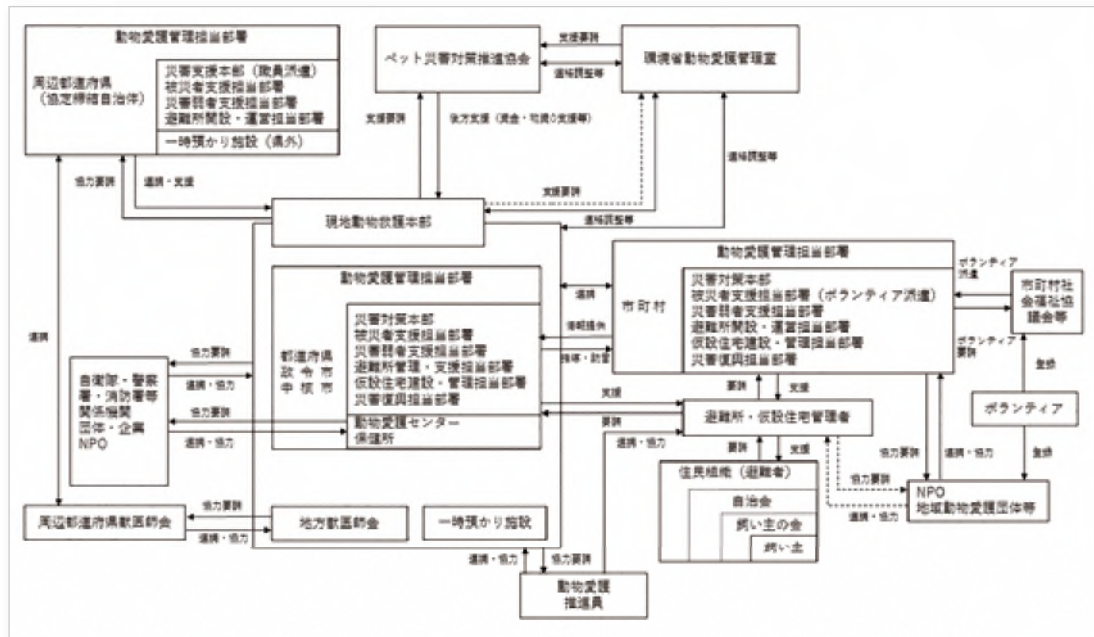 動物愛護管理担当部署
周辺都道府県
(協定締結自治体)
災害支援本部(職員派遣)
被災者支援担当部署
災害弱者支援担当部署
避難所開設・運営担当部署
一時預かり施設(県外)
ペット災害対策推進協会
支援要請
連絡調整等
環境省動物愛護管理室
支援要請
後方支援(資金・物資の支援等)
連絡調整等
協力要請
連携・支援
支援要請
連絡調整等
現地動物救護本部
連携
動物愛護管理担当部署
都道府県
政令市
中核市
災害対策本部
被災者支援担当部署
災害弱者支援担当部署
避難所管理・支援担当部署
仮設住宅建設・管理担当部署
災害復興担当部署
動物愛護センター
保健所
連携
情報提供
指導・助言
動物愛護管理担当部署
市町村
災害対策本部
被災者支援担当部署(ボランティア派遣)
災害弱者支援担当部署
避難所開設・運営担当部署
仮設住宅建設・管理担当部署
災害復興担当部署
ボランティア
派遣
ボランティア
要請
市町村社
会福祉協
議会等
登録
ボランティア
登録
協力要請
連携・協力
自衛隊・警察
署・消防署等
関係機関
団体・企業
NPO
協力要請
連携・協力
支援
要請
連携・協力
要請
支援
避難所・仮設住宅管理者
要請
支援
住民組織(避難者)
自治会
飼い主の会
飼い主
協力要請
連携・協力
協力要請
連携・協力
NPO
地域動物愛護団体等
周辺都道府県獣医師会
協力要請
連携・協力
地方獣医師会
一時預かり施設
連携・協力
協力要請
動物愛護
推進員